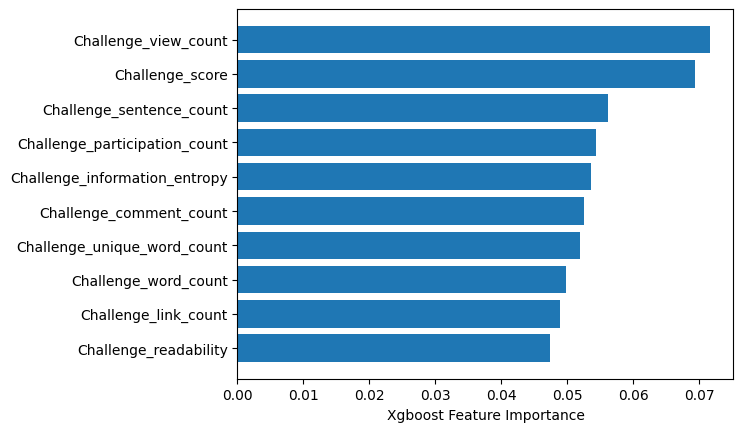 Challenge_view_count
Challenge_score
Challenge_sentence_count
Challenge_participation_count
Challenge_information_entropy
Challenge_comment_count
Challenge_unique_word_count
Challenge_word_count
Challenge_link_count
Challenge_readability
0.00 0.01 0.02 0.03 0.04 0.05 0.06 0.07
Xgboost Feature Importance